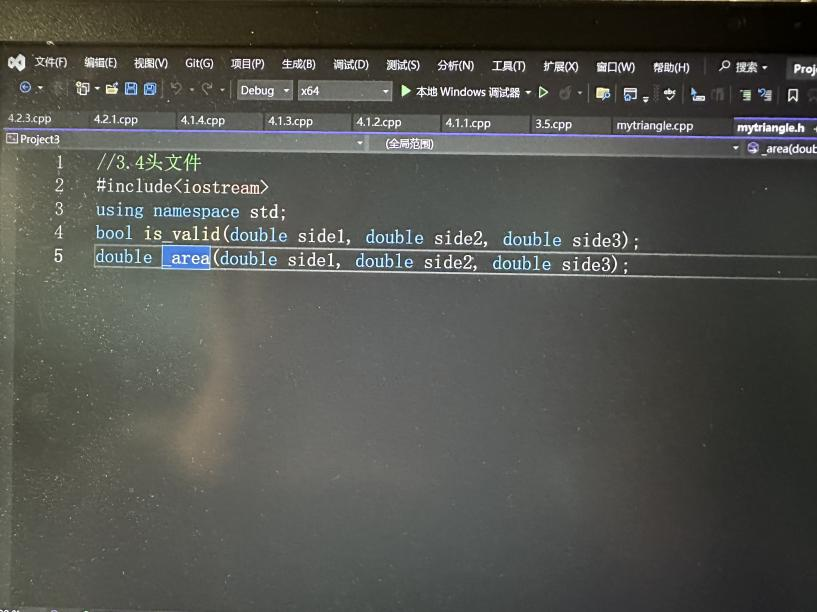 文件(F) 编辑(E) 视图(V) Git(G) 项目(P) 生成(B) 调试(D) 测试(S) 分析(N) 工具(T) 扩展(X) 窗口(W) 帮助(H) 搜索 Proj
Debug x64 本地 Windows 调试器
4.2.3.cpp 4.2.1.cpp 4.1.4.cpp 4.1.3.cpp 4.1.2.cpp 4.1.1.cpp 3.5.cpp mytriangle.cpp mytriangle.h
Project3 (全局范围) _area(doub
1 //3.4头文件
2 #include<iostream>
3 using namespace std;
4 bool is_valid(double side1, double side2, double side3);
5 double _area(double side1, double side2, double side3);